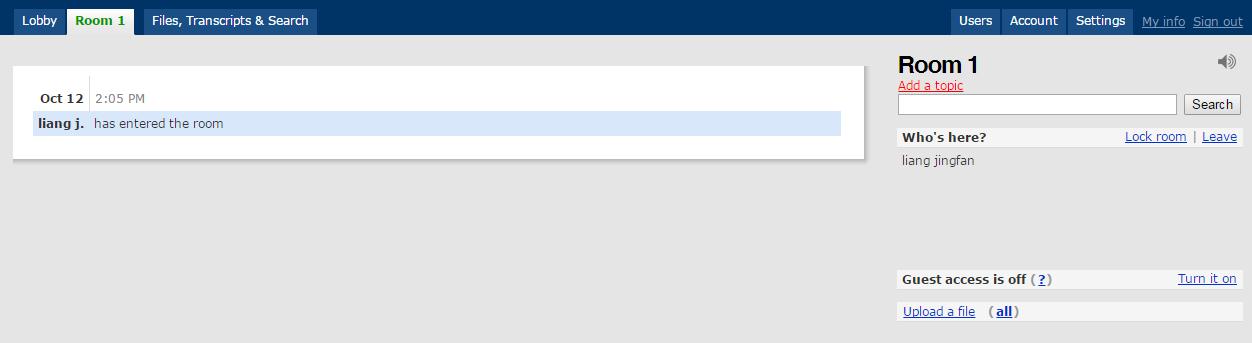 Lobby Room 1 Files, Transcripts & Search Users Account Settings My info Sign out
Oct 12 2:05 PM
liang j. has entered the room
Room 1
Add a topic
Search
Who's here? Lock room | Leave
liang jingfan
Guest access is off (?) Turn it on
Upload a file (all)